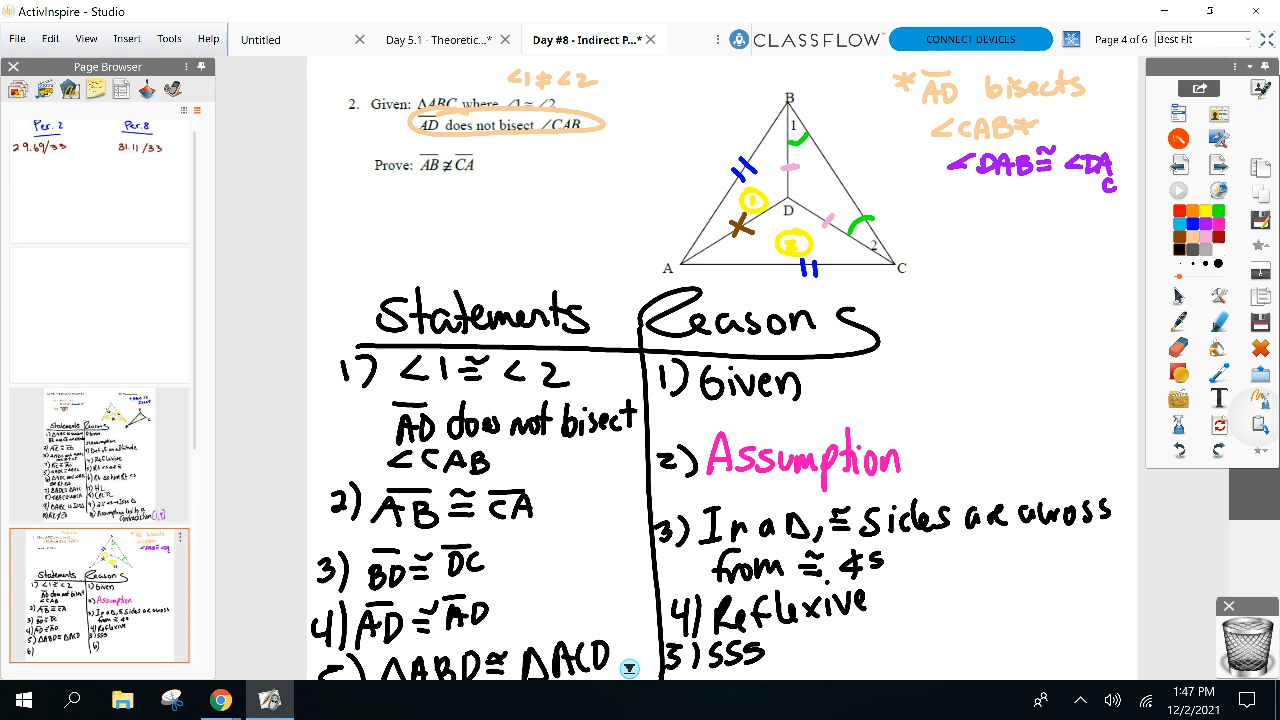 ActivInspire - Studio
File Edit View Insert Tools Help
Untitled
Day 5.1 - Theoretic...*
Day #8 - Indirect P...*
CLASSFLOW
CONNECT DEVICES
Page 4 of 6
Best Fit
Page Browser
Per. 2 Per. 8
29.69/33 31.11/33
∠1≇∠2
2. Given: ΔABC where ∠1≅∠2
AD does not bisect ∠CAB
Prove: AB ≇ CA
B
1
D
2
A
C
1
2
*AD bisects
∠CAB*
∠DAB≅∠DA
C
Statements Reasons
1) ∠1≅∠2
AD does not bisect
∠CAB
2) AB ≅ CA
3) BD ≅ DC
4) AD ≅ AD
5) ΔABD ≅ ΔACD
1) Given
2) Assumption
3) In a Δ, ≅ sides are across
from ≅ ∡s
4) Reflexive
5) SSS
1:47 PM
12/2/2021